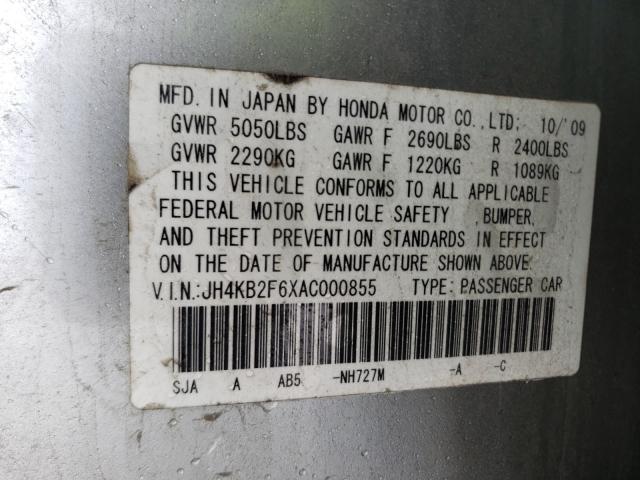 MFD. IN JAPAN BY HONDA MOTOR CO., LTD; 10/'09
GVWR 5050LBS GAWR F 2690LBS R 2400LBS
GVWR 2290KG GAWR F 1220KG R 1089KG
THIS VEHICLE CONFORMS TO ALL APPLICABLE
FEDERAL MOTOR VEHICLE SAFETY , BUMPER,
AND THEFT PREVENTION STANDARDS IN EFFECT
ON THE DATE OF MANUFACTURE SHOWN ABOVE.
V.I.N.:JH4KB2F6XAC000855 TYPE: PASSENGER CAR
SJA A AB5 -NH727M -A -C